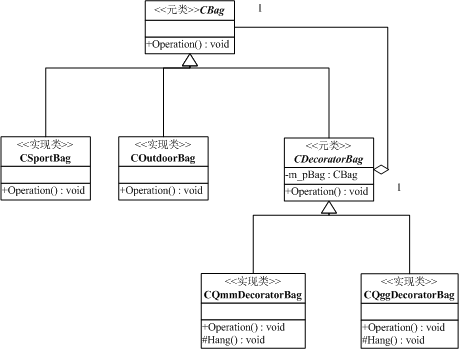 <<元类>>CBag
1
+Operation() : void
<<实现类>>
CSportBag
+Operation() : void
<<实现类>>
COutdoorBag
+Operation() : void
<<元类>>
CDecoratorBag
-m_pBag : CBag
+Operation() : void
1
<<实现类>>
CQmmDecoratorBag
+Operation() : void
#Hang() : void
<<实现类>>
CQggDecoratorBag
+Operation() : void
#Hang() : void